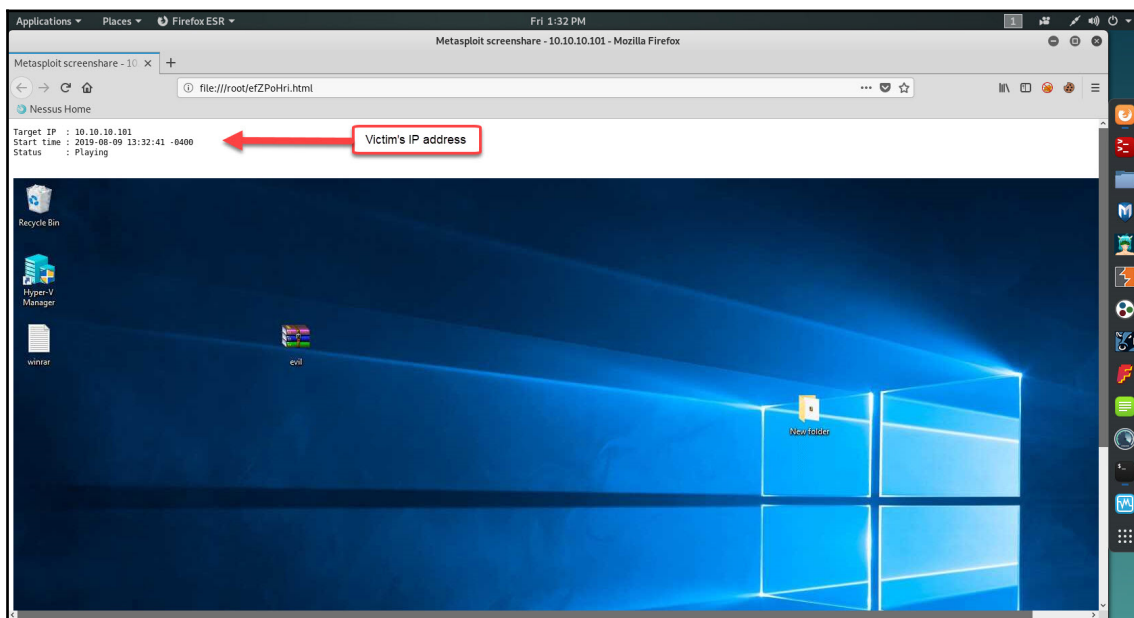 Applications Places Firefox ESR Fri 1:32 PM 1
Metasploit screenshare - 10.10.10.101 - Mozilla Firefox
Metasploit screenshare - 10
file:///root/efZPoHri.html
Nessus Home
Target IP : 10.10.10.101
Start time : 2019-08-09 13:32:41 -0400
Status : Playing
Victim's IP address
Recycle Bin
Hyper-V
Manager
winrar
evil
New folder